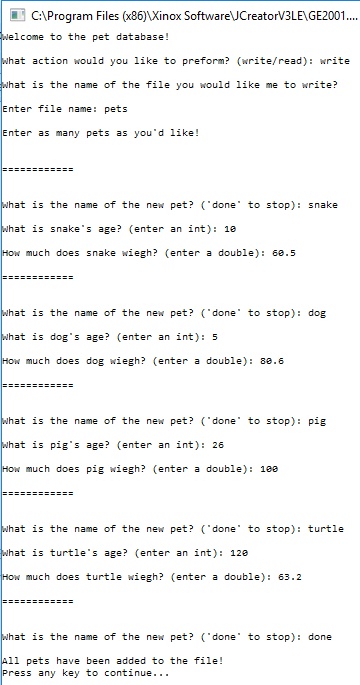 C:\Program Files (x86)\Xinox Software\JCreatorV3LE\GE2001....
Welcome to the pet database!
What action would you like to preform? (write/read): write
What is the name of the file you would like me to write?
Enter file name: pets
Enter as many pets as you'd like!
============
What is the name of the new pet? ('done' to stop): snake
What is snake's age? (enter an int): 10
How much does snake wiegh? (enter a double): 60.5
============
What is the name of the new pet? ('done' to stop): dog
What is dog's age? (enter an int): 5
How much does dog wiegh? (enter a double): 80.6
============
What is the name of the new pet? ('done' to stop): pig
What is pig's age? (enter an int): 26
How much does pig wiegh? (enter a double): 100
============
What is the name of the new pet? ('done' to stop): turtle
What is turtle's age? (enter an int): 120
How much does turtle wiegh? (enter a double): 63.2
============
What is the name of the new pet? ('done' to stop): done
All pets have been added to the file!
Press any key to continue...